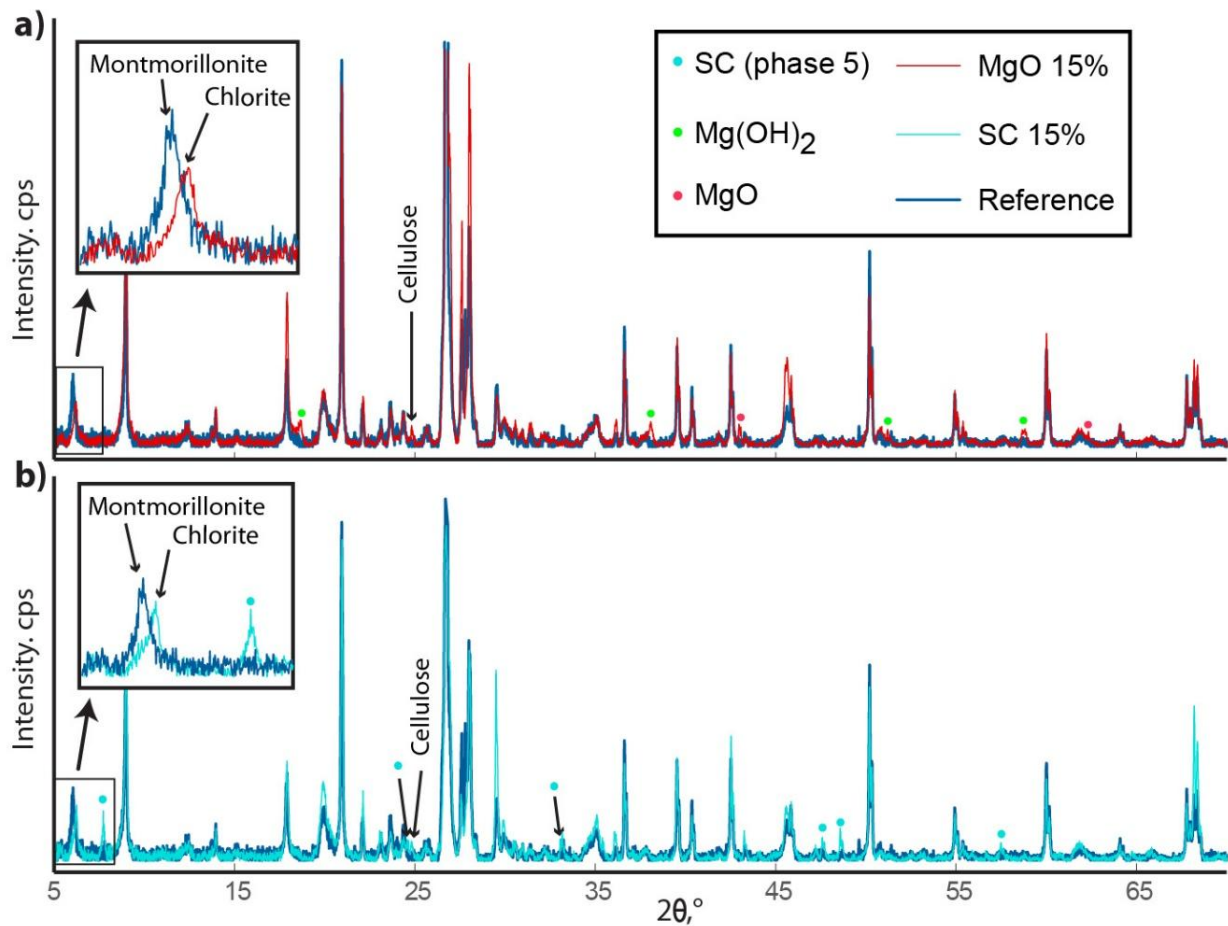 a)
Montmorillonite
Chlorite
Cellulose
Intensity. cps
SC (phase 5)
MgO 15%
Mg(OH)2
SC 15%
MgO
Reference
b)
Montmorillonite
Chlorite
Cellulose
Intensity. cps
5 15 25 35 45 55 65
2θ,°